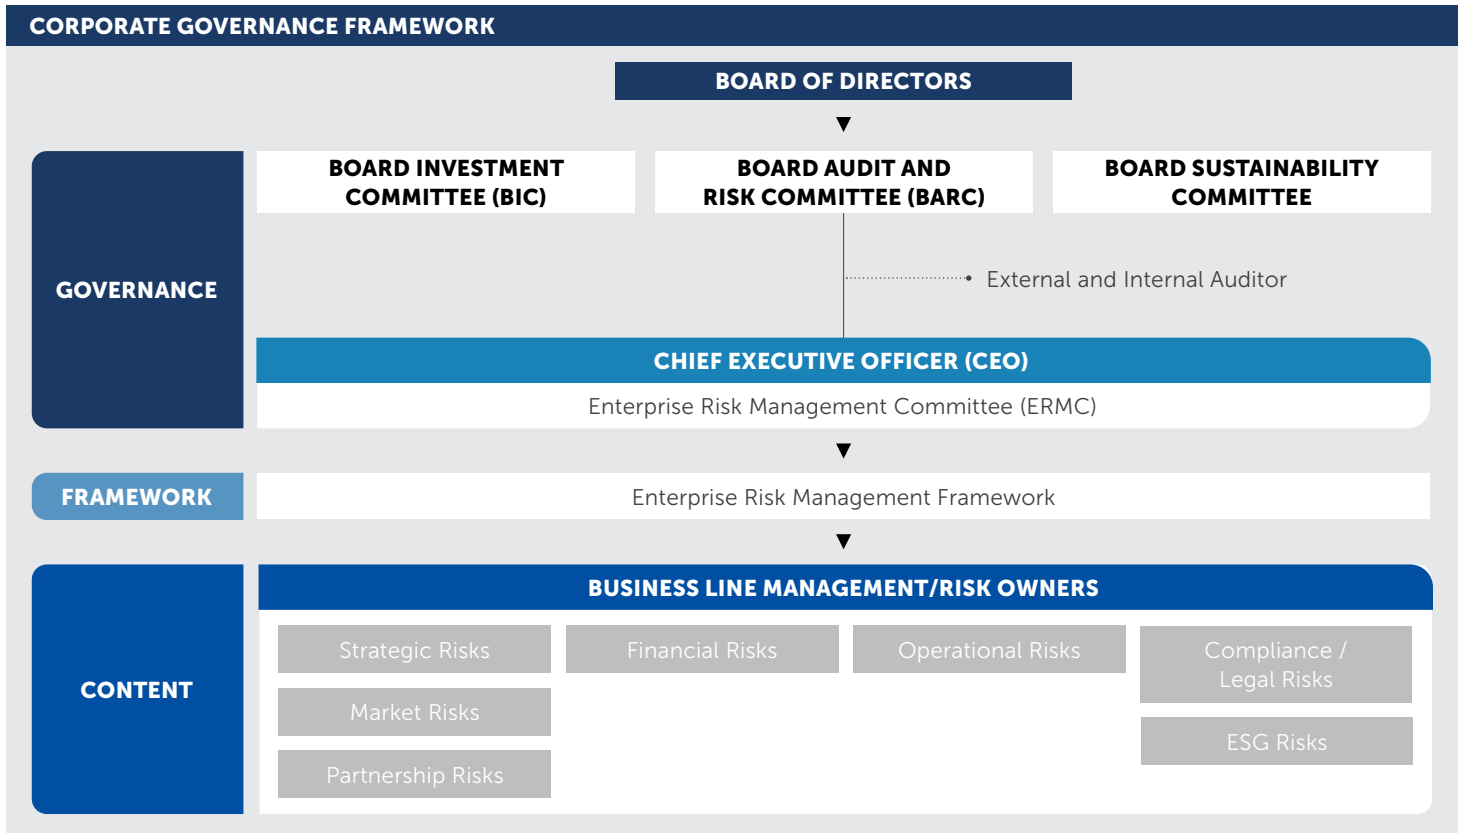 CORPORATE GOVERNANCE FRAMEWORK
BOARD OF DIRECTORS
BOARD INVESTMENT
COMMITTEE (BIC)
BOARD AUDIT AND
RISK COMMITTEE (BARC)
BOARD SUSTAINABILITY
COMMITTEE
GOVERNANCE
External and Internal Auditor
CHIEF EXECUTIVE OFFICER (CEO)
Enterprise Risk Management Committee (ERMC)
FRAMEWORK
Enterprise Risk Management Framework
CONTENT
BUSINESS LINE MANAGEMENT/RISK OWNERS
Strategic Risks
Market Risks
Partnership Risks
Financial Risks
Operational Risks
Compliance /
Legal Risks
ESG Risks